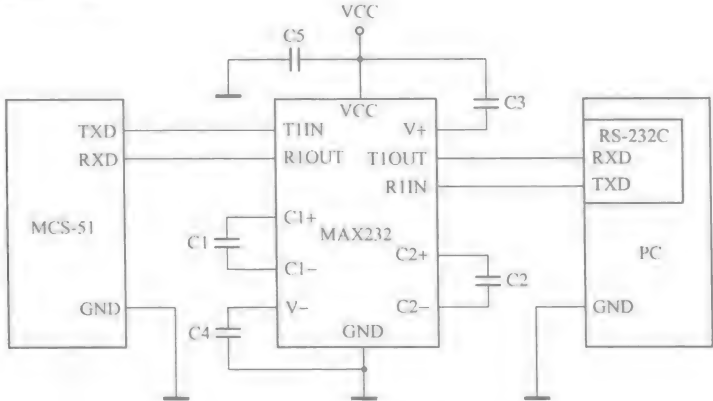 VCC
C5
VCC
C3
TXD
T1IN
V+
RS-232C
RXD
R1OUT
T1OUT
RXD
R1IN
TXD
C1+
MCS-51
C1
MAX232
C2+
PC
C1−
C2
GND
V−
C2−
GND
C4
GND